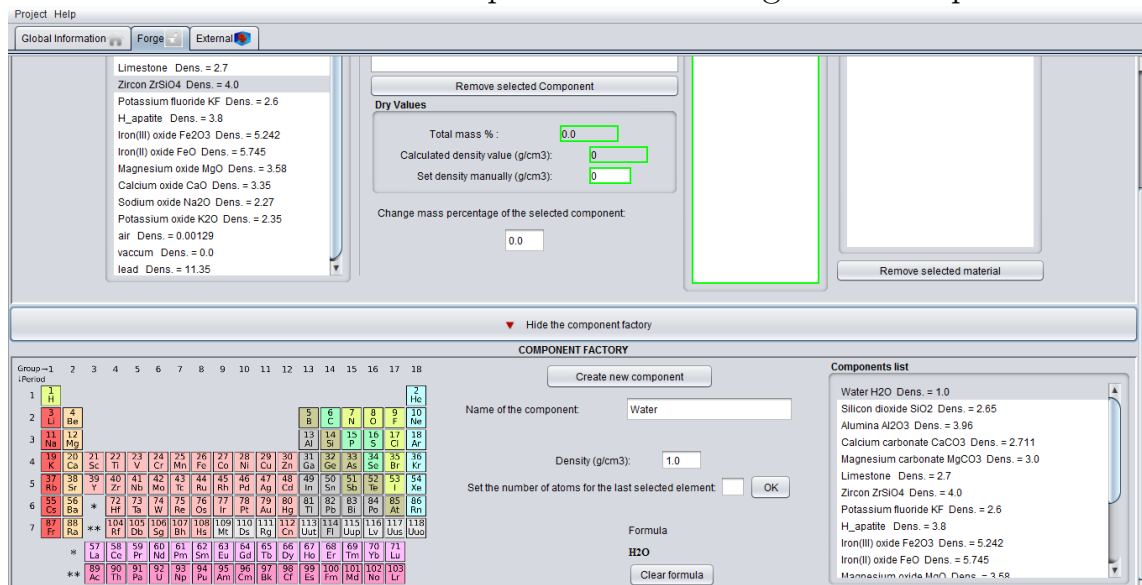 Project Help
Global Information Forge External
Limestone Dens. = 2.7
Zircon ZrSiO4 Dens. = 4.0
Potassium fluoride KF Dens. = 2.6
H_apatite Dens. = 3.8
Iron(III) oxide Fe2O3 Dens. = 5.242
Iron(II) oxide FeO Dens. = 5.745
Magnesium oxide MgO Dens. = 3.58
Calcium oxide CaO Dens. = 3.35
Sodium oxide Na2O Dens. = 2.27
Potassium oxide K2O Dens. = 2.35
air Dens. = 0.00129
vaccum Dens. = 0.0
lead Dens. = 11.35
Remove selected Component
Dry Values
Total mass % : 0.0
Calculated density value (g/cm3): 0
Set density manually (g/cm3): 0
Change mass percentage of the selected component:
0.0
Remove selected material
Hide the component factory
COMPONENT FACTORY
Group→1 2 3 4 5 6 7 8 9 10 11 12 13 14 15 16 17 18
↓Period
1 1 H 2 He
2 3 Li 4 Be 5 B 6 C 7 N 8 O 9 F 10 Ne
3 11 Na 12 Mg 13 Al 14 Si 15 P 16 S 17 Cl 18 Ar
4 19 K 20 Ca 21 Sc 22 Ti 23 V 24 Cr 25 Mn 26 Fe 27 Co 28 Ni 29 Cu 30 Zn 31 Ga 32 Ge 33 As 34 Se 35 Br 36 Kr
5 37 Rb 38 Sr 39 Y 40 Zr 41 Nb 42 Mo 43 Tc 44 Ru 45 Rh 46 Pd 47 Ag 48 Cd 49 In 50 Sn 51 Sb 52 Te 53 I 54 Xe
6 55 Cs 56 Ba * 72 Hf 73 Ta 74 W 75 Re 76 Os 77 Ir 78 Pt 79 Au 80 Hg 81 Tl 82 Pb 83 Bi 84 Po 85 At 86 Rn
7 87 Fr 88 Ra ** 104 Rf 105 Db 106 Sg 107 Bh 108 Hs 109 Mt 110 Ds 111 Rg 112 Cn 113 Uut 114 Fl 115 Uup 116 Lv 117 Uus 118 Uuo
* 57 La 58 Ce 59 Pr 60 Nd 61 Pm 62 Sm 63 Eu 64 Gd 65 Tb 66 Dy 67 Ho 68 Er 69 Tm 70 Yb 71 Lu
** 89 Ac 90 Th 91 Pa 92 U 93 Np 94 Pu 95 Am 96 Cm 97 Bk 98 Cf 99 Es 100 Fm 101 Md 102 No 103 Lr
Create new component
Name of the component: Water
Density (g/cm3): 1.0
Set the number of atoms for the last selected element: OK
Formula
H2O
Clear formula
Components list
Water H2O Dens. = 1.0
Silicon dioxide SiO2 Dens. = 2.65
Alumina Al2O3 Dens. = 3.96
Calcium carbonate CaCO3 Dens. = 2.711
Magnesium carbonate MgCO3 Dens. = 3.0
Limestone Dens. = 2.7
Zircon ZrSiO4 Dens. = 4.0
Potassium fluoride KF Dens. = 2.6
H_apatite Dens. = 3.8
Iron(III) oxide Fe2O3 Dens. = 5.242
Iron(II) oxide FeO Dens. = 5.745
Magnesium oxide MgO Dens. = 3.58